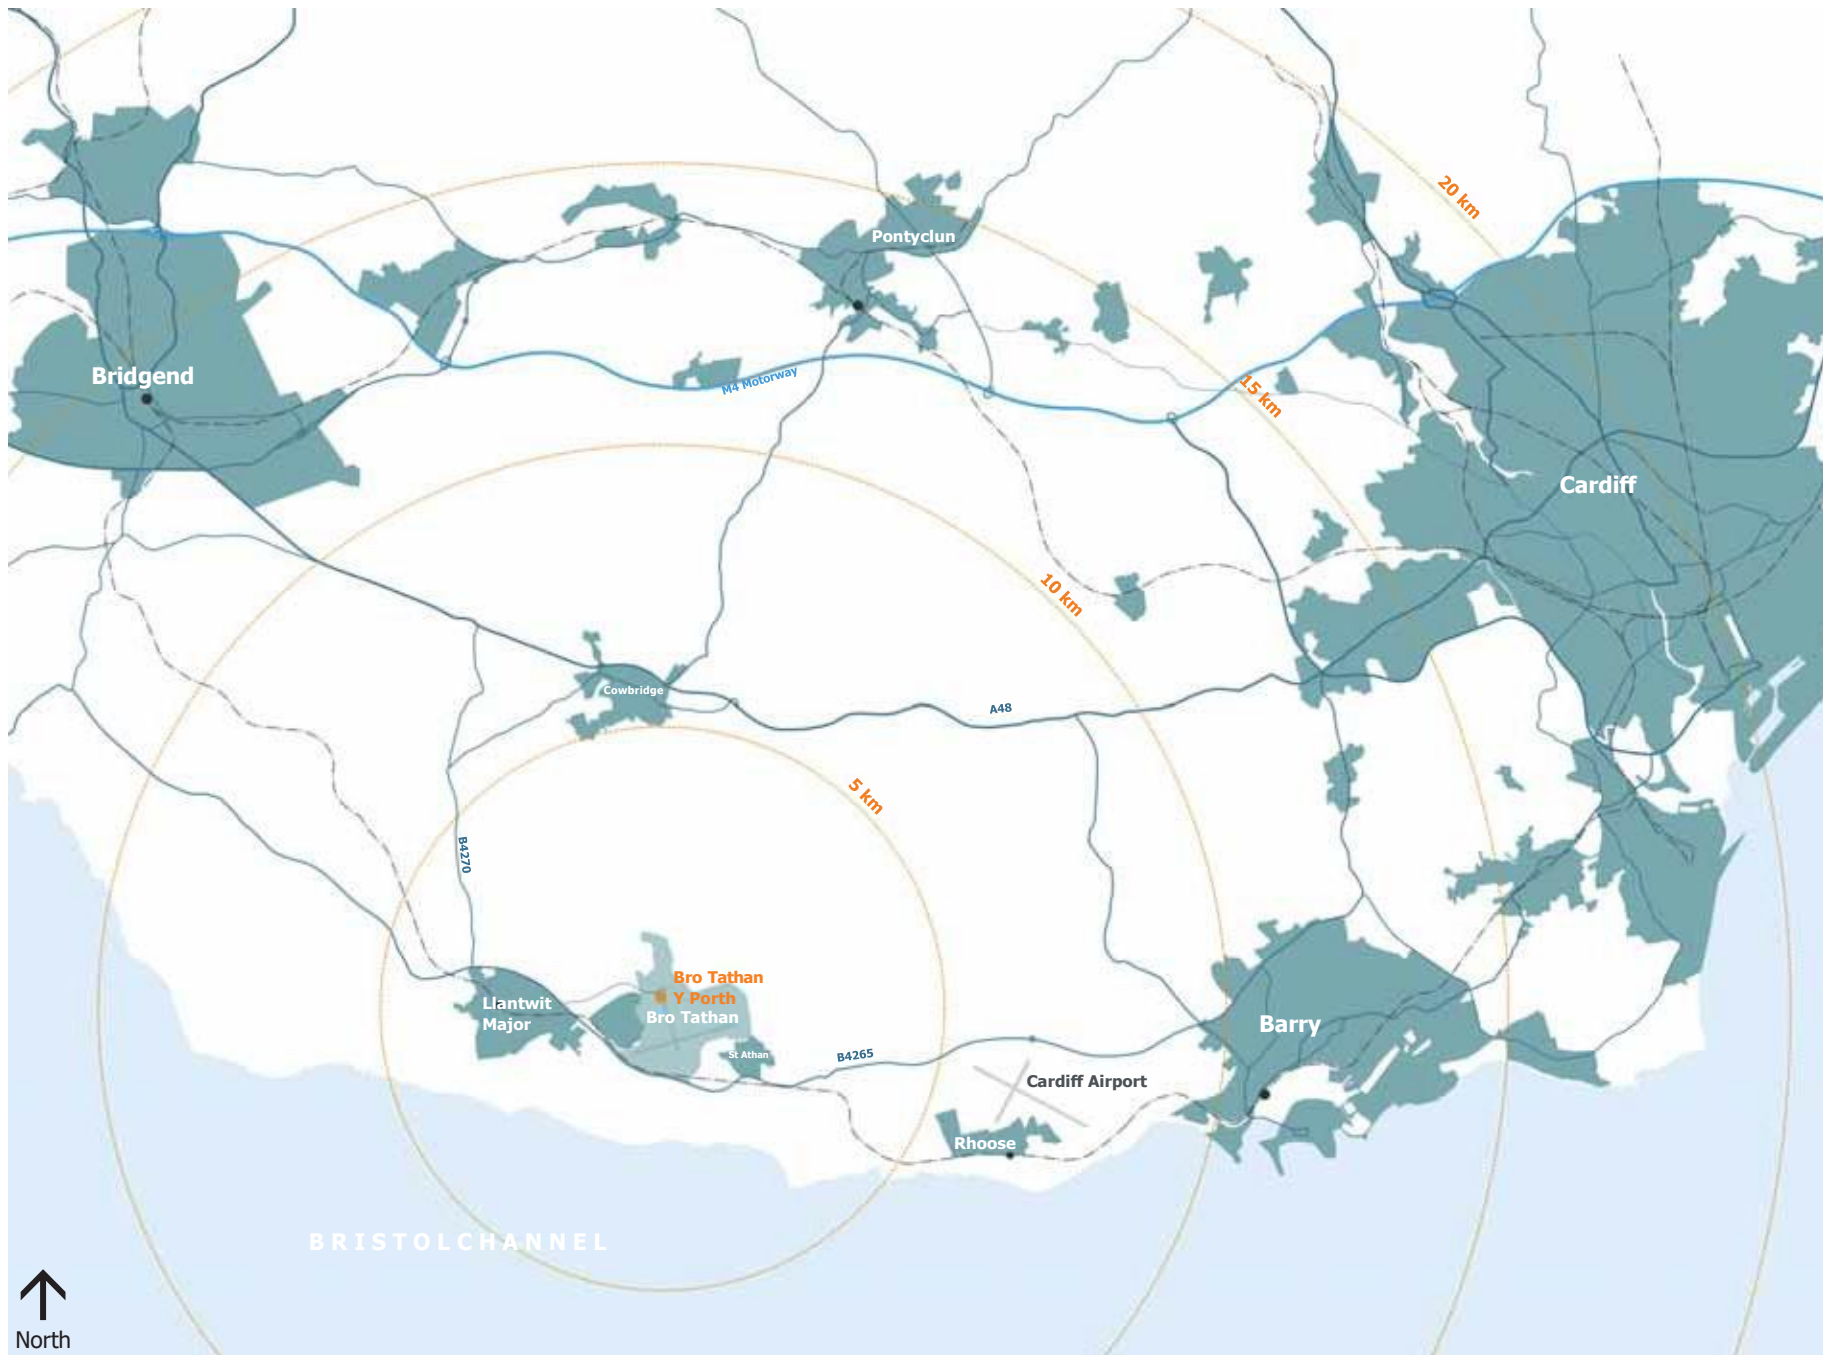 20 km
Pontyclun
Bridgend
M4 Motorway
15 km
Cardiff
10 km
Cowbridge
A48
5 km
B4270
Bro Tathan
Y Porth
Bro Tathan
Llantwit
Major
St Athan
B4265
Barry
Cardiff Airport
Rhoose
BRISTOLCHANNEL
North